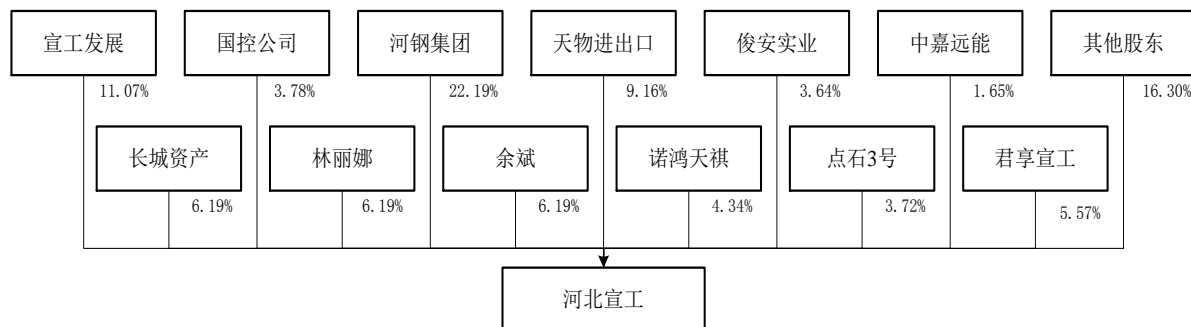 宣工发展
国控公司
河钢集团
天物进出口
俊安实业
中嘉远能
其他股东
11.07%
3.78%
22.19%
9.16%
3.64%
1.65%
16.30%
长城资产
林丽娜
余斌
诺鸿天祺
点石3号
君享宣工
6.19%
6.19%
6.19%
4.34%
3.72%
5.57%
河北宣工